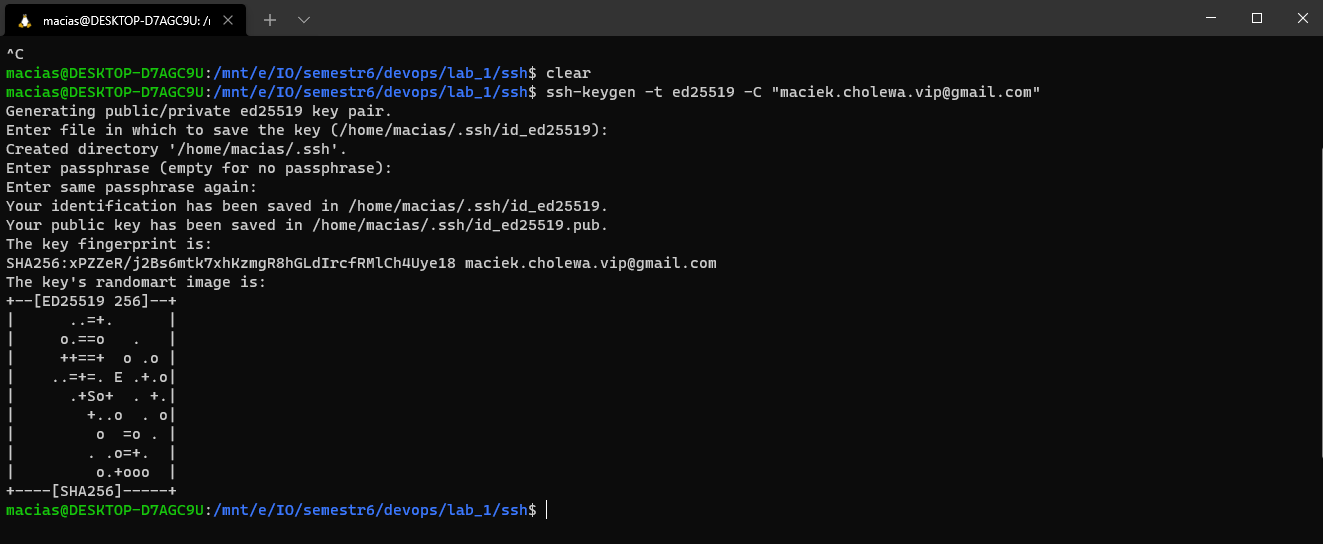 macias@DESKTOP-D7AGC9U: /r
^C
macias@DESKTOP-D7AGC9U:/mnt/e/IO/semestr6/devops/lab_1/ssh$ clear
macias@DESKTOP-D7AGC9U:/mnt/e/IO/semestr6/devops/lab_1/ssh$ ssh-keygen -t ed25519 -C "maciek.cholewa.vip@gmail.com"
Generating public/private ed25519 key pair.
Enter file in which to save the key (/home/macias/.ssh/id_ed25519):
Created directory '/home/macias/.ssh'.
Enter passphrase (empty for no passphrase):
Enter same passphrase again:
Your identification has been saved in /home/macias/.ssh/id_ed25519.
Your public key has been saved in /home/macias/.ssh/id_ed25519.pub.
The key fingerprint is:
SHA256:xPZZeR/j2Bs6mtk7xhKzmgR8hGLdIrcfRMlCh4Uye18 maciek.cholewa.vip@gmail.com
The key's randomart image is:
+--[ED25519 256]--+
|      ..=+.      |
|     o.==o   .   |
|     ++==+  o .o |
|    ..=+=. E .+.o|
|      .+So+  . +.|
|        +..o  . o|
|         o  =o . |
|        . .o=+.  |
|         o.+ooo  |
+----[SHA256]-----+
macias@DESKTOP-D7AGC9U:/mnt/e/IO/semestr6/devops/lab_1/ssh$